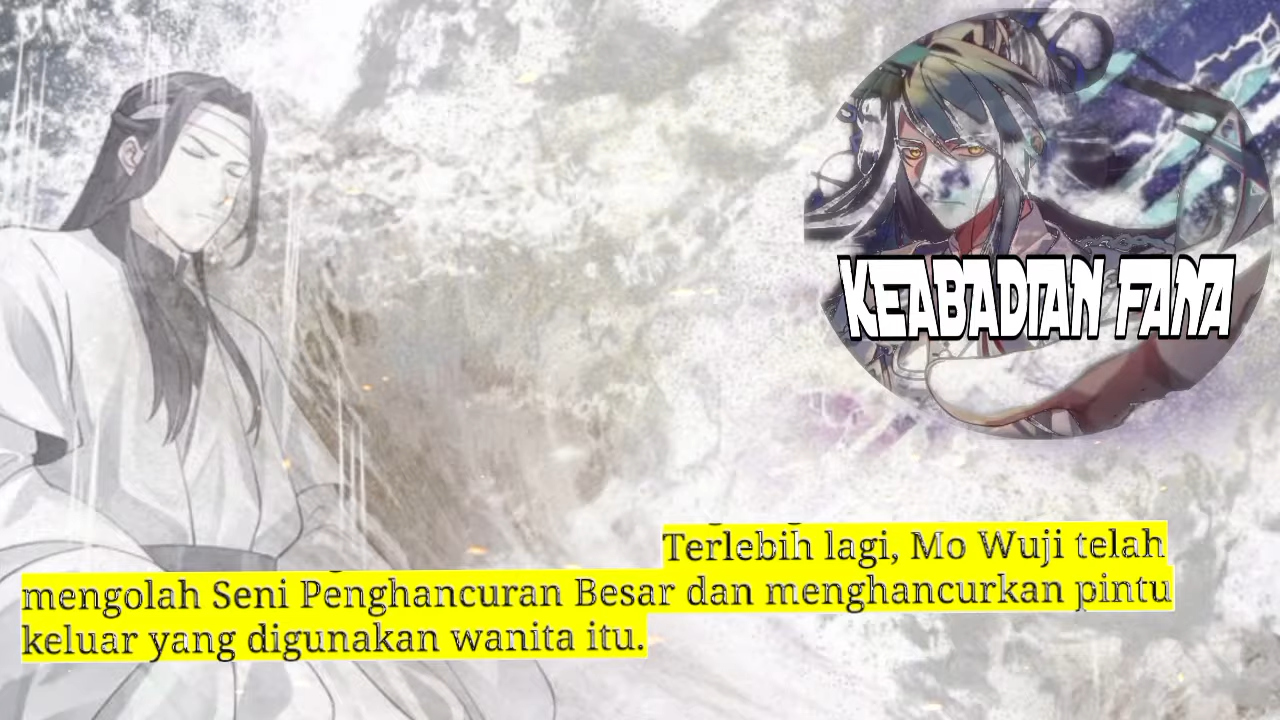 KEABADIAN FANA
Terlebih lagi, Mo Wuji telah
mengolah Seni Penghancuran Besar dan menghancurkan pintu
keluar yang digunakan wanita itu.